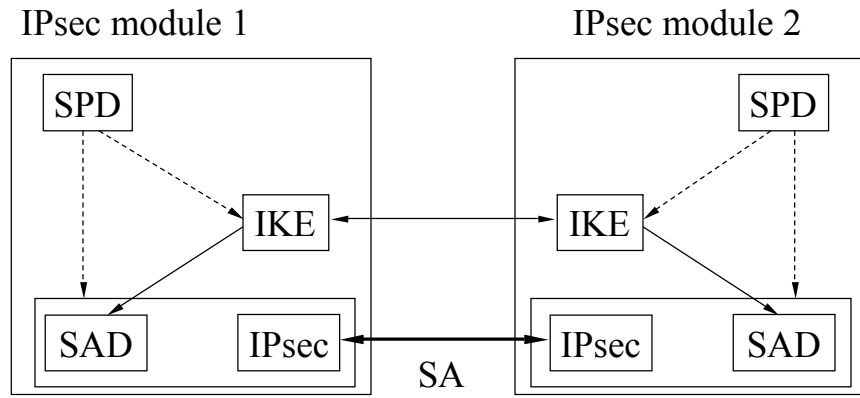 IPsec module 1
IPsec module 2
SPD
SPD
IKE
IKE
SAD
IPsec
IPsec
SAD
SA